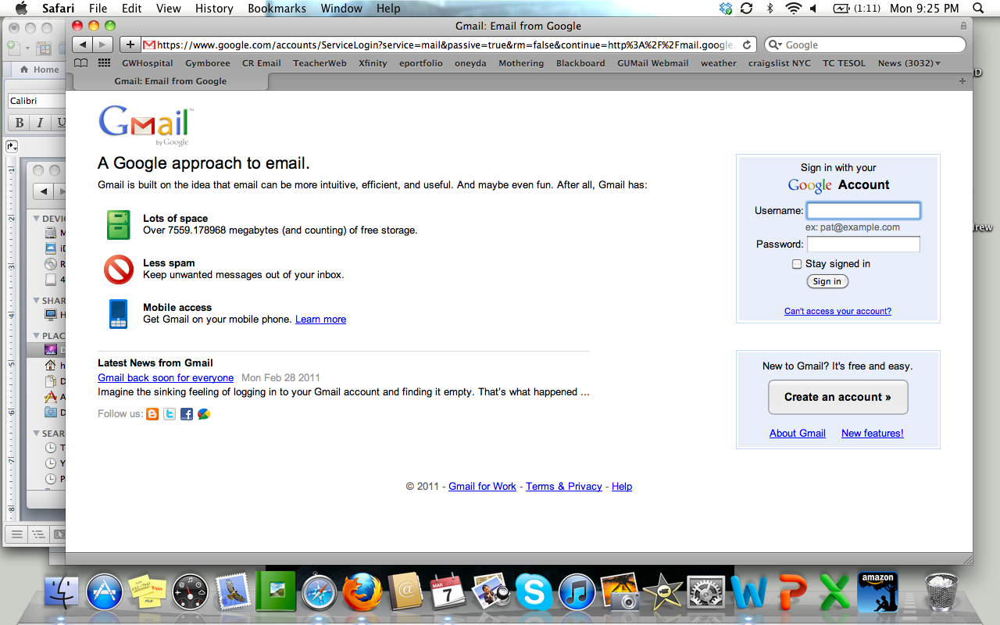 Safari File Edit View History Bookmarks Window Help (1:11) Mon 9:25 PM
Gmail: Email from Google
https://www.google.com/accounts/ServiceLogin?service=mail&passive=true&rm=false&continue=http%3A%2F%2Fmail.google.
Google
GWHospital Gymboree CR Email TeacherWeb Xfinity eportfolio oneyda Mothering Blackboard GUMail Webmail weather craigslist NYC TC TESOL News (3032)
Gmail: Email from Google
Home
Calibri
B I U
Gmail™
by Google
A Google approach to email.
Gmail is built on the idea that email can be more intuitive, efficient, and useful. And maybe even fun. After all, Gmail has:
Lots of space
Over 7559.178968 megabytes (and counting) of free storage.
Less spam
Keep unwanted messages out of your inbox.
Mobile access
Get Gmail on your mobile phone. Learn more
Latest News from Gmail
Gmail back soon for everyone Mon Feb 28 2011
Imagine the sinking feeling of logging in to your Gmail account and finding it empty. That's what happened ...
Follow us:
Sign in with your
Google Account
Username:
ex: pat@example.com
Password:
Stay signed in
Sign in
Can't access your account?
New to Gmail? It's free and easy.
Create an account »
About Gmail New features!
© 2011 - Gmail for Work - Terms & Privacy - Help
DEVIC
M
iD
R
4
SHAR
H
PLAC
D
h
D
A
D
SEAR
T
Y
P
D
drew
MAR
7
amazon